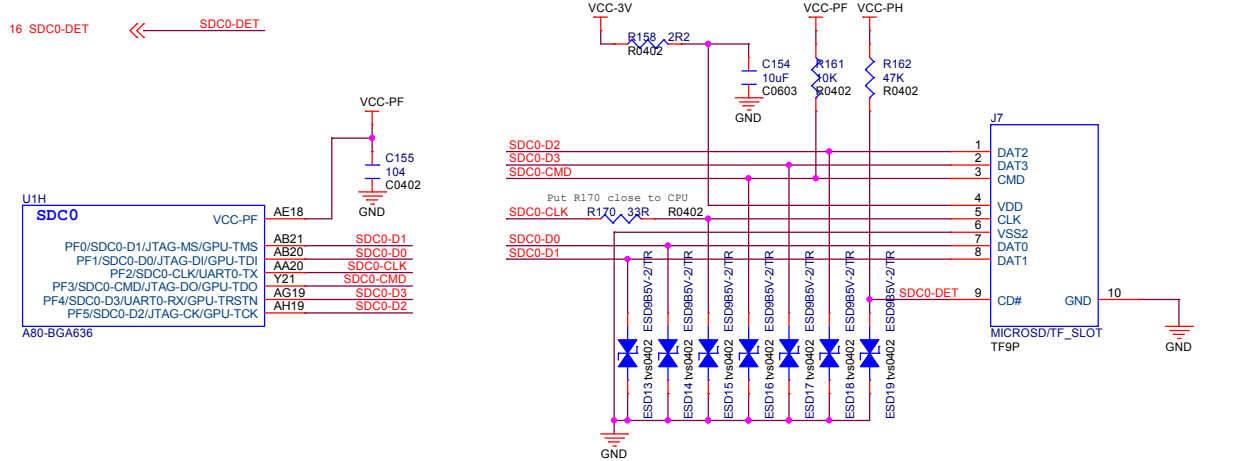 16 SDC0-DET
SDC0-DET
VCC-3V
VCC-PF
VCC-PH
R158 2R2
R0402
C154
10uF
C0603
GND
R161
10K
R0402
R162
47K
R0402
VCC-PF
C155
104
C0402
GND
U1H
SDC0
VCC-PF
AE18
PF0/SDC0-D1/JTAG-MS/GPU-TMS
AB21
SDC0-D1
PF1/SDC0-D0/JTAG-DI/GPU-TDI
AB20
SDC0-D0
PF2/SDC0-CLK/UART0-TX
AA20
SDC0-CLK
PF3/SDC0-CMD/JTAG-DO/GPU-TDO
Y21
SDC0-CMD
PF4/SDC0-D3/UART0-RX/GPU-TRSTN
AG19
SDC0-D3
PF5/SDC0-D2/JTAG-CK/GPU-TCK
AH19
SDC0-D2
A80-BGA636
J7
SDC0-D2
1
DAT2
SDC0-D3
2
DAT3
SDC0-CMD
3
CMD
Put R170 close to CPU
4
VDD
SDC0-CLK
R170 33R R0402
5
CLK
6
VSS2
SDC0-D0
7
DAT0
SDC0-D1
8
DAT1
SDC0-DET
9
CD#
GND
10
MICROSD/TF_SLOT
TF9P
GND
ESD13 tvs0402 ESD9B5V-2/TR
ESD14 tvs0402 ESD9B5V-2/TR
ESD15 tvs0402 ESD9B5V-2/TR
ESD16 tvs0402 ESD9B5V-2/TR
ESD17 tvs0402 ESD9B5V-2/TR
ESD18 tvs0402 ESD9B5V-2/TR
ESD19 tvs0402 ESD9B5V-2/TR
GND